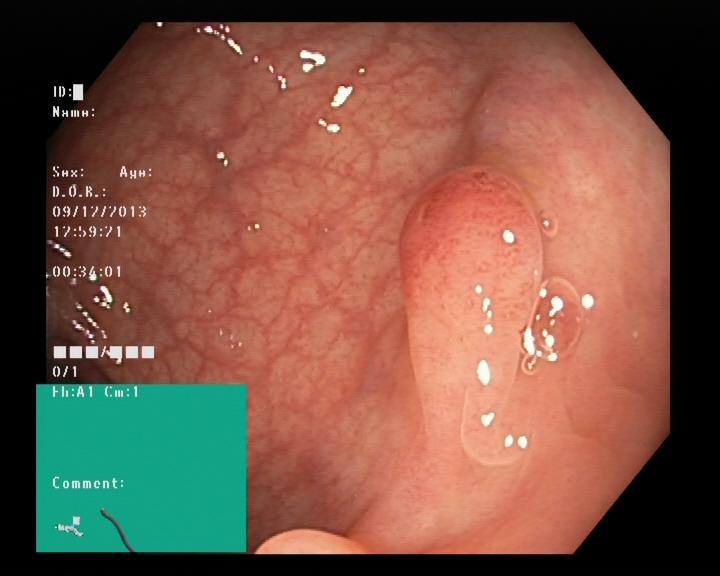 ID:
Name:
Sex: Age:
D.O.B.:
09/12/2013
12:59:21
00:34:01
0/1
Eh:A1 Cm:1
Comment: